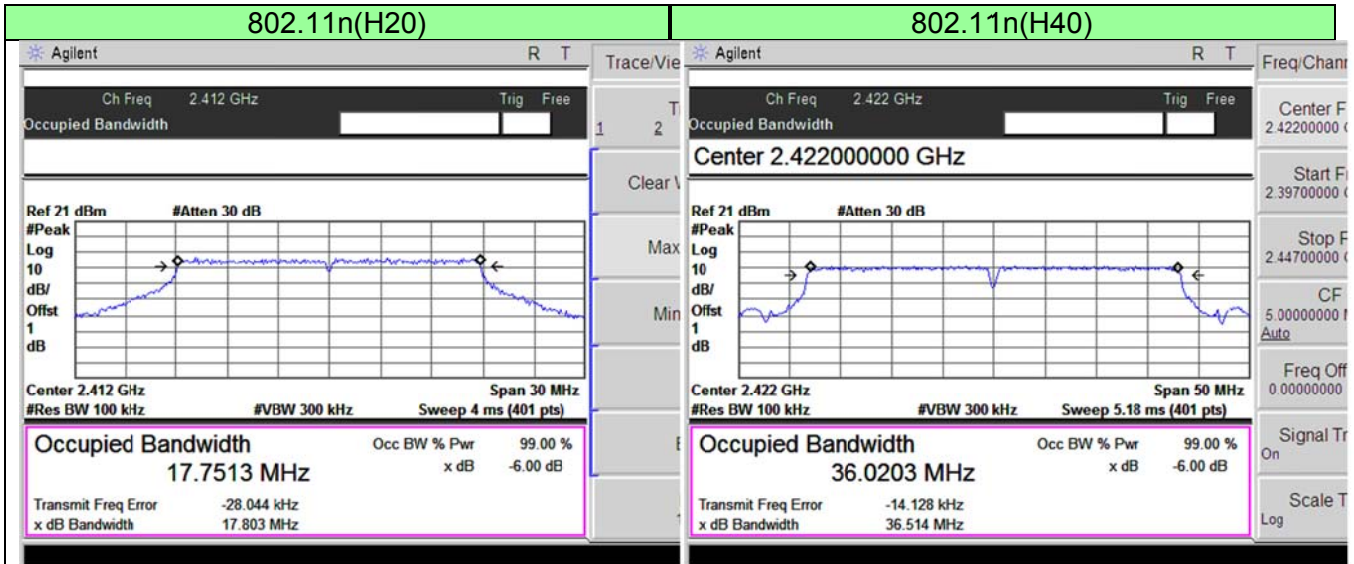 802.11n(H20)
Agilent R T Trace/Vie
Ch Freq 2.412 GHz Trig Free
Occupied Bandwidth
1 2
Clear
Ref 21 dBm #Atten 30 dB
#Peak
Log
10
dB/
Offst
1
dB
Max
Min
Center 2.412 GHz Span 30 MHz
#Res BW 100 kHz #VBW 300 kHz Sweep 4 ms (401 pts)
Occupied Bandwidth Occ BW % Pwr 99.00 %
17.7513 MHz x dB -6.00 dB
Transmit Freq Error -28.044 kHz
x dB Bandwidth 17.803 MHz
802.11n(H40)
Agilent R T Freq/Chann
Ch Freq 2.422 GHz Trig Free
Occupied Bandwidth
Center 2.422000000 GHz
Ref 21 dBm #Atten 30 dB
#Peak
Log
10
dB/
Offst
1
dB
Center 2.422 GHz Span 50 MHz
#Res BW 100 kHz #VBW 300 kHz Sweep 5.18 ms (401 pts)
Occupied Bandwidth Occ BW % Pwr 99.00 %
36.0203 MHz x dB -6.00 dB
Transmit Freq Error -14.128 kHz
x dB Bandwidth 36.514 MHz
Center F
2.42200000
Start F
2.39700000
Stop F
2.44700000
CF
5.00000000
Auto
Freq Off
0.00000000
Signal Tr
On
Scale T
Log